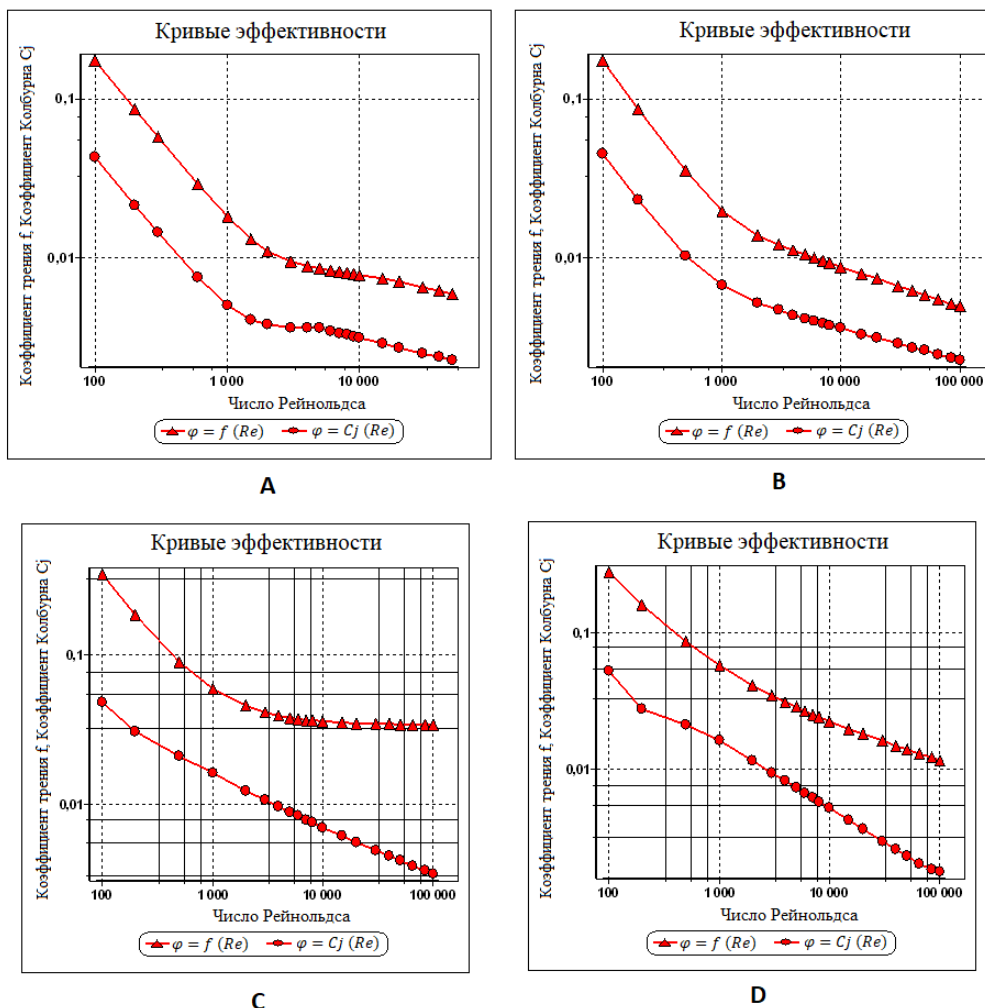 Кривые эффективности
Коэффициент трения f, Коэффициент Колбурна Cj
0,1
0,01
100
1 000
10 000
Число Рейнольдса
φ = f (Re)
φ = Cj (Re)
A
Кривые эффективности
Коэффициент трения f, Коэффициент Колбурна Cj
0,1
0,01
100
1 000
10 000
100 000
Число Рейнольдса
φ = f (Re)
φ = Cj (Re)
B
Кривые эффективности
Коэффициент трения f, Коэффициент Колбурна Cj
0,1
0,01
100
1 000
10 000
100 000
Число Рейнольдса
φ = f (Re)
φ = Cj (Re)
C
Кривые эффективности
Коэффициент трения f, Коэффициент Колбурна Cj
0,1
0,01
100
1 000
10 000
100 000
Число Рейнольдса
φ = f (Re)
φ = Cj (Re)
D